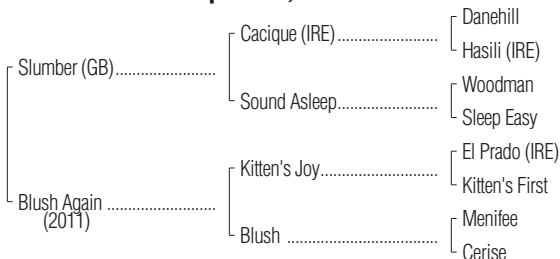 Danehill
Cacique (IRE)
Hasili (IRE)
Slumber (GB)
Woodman
Sound Asleep
Sleep Easy
El Prado (IRE)
Kitten's Joy
Kitten's First
Blush Again
(2011)
Menifee
Blush
Cerise